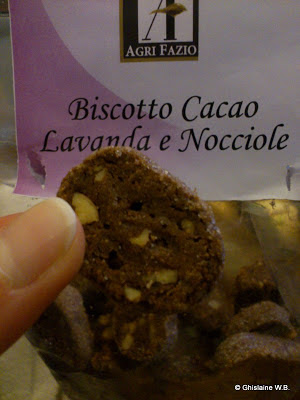 A
AGRI FAZIO
Biscotto Cacao
Lavanda e Nocciole
© Ghislaine W.B.